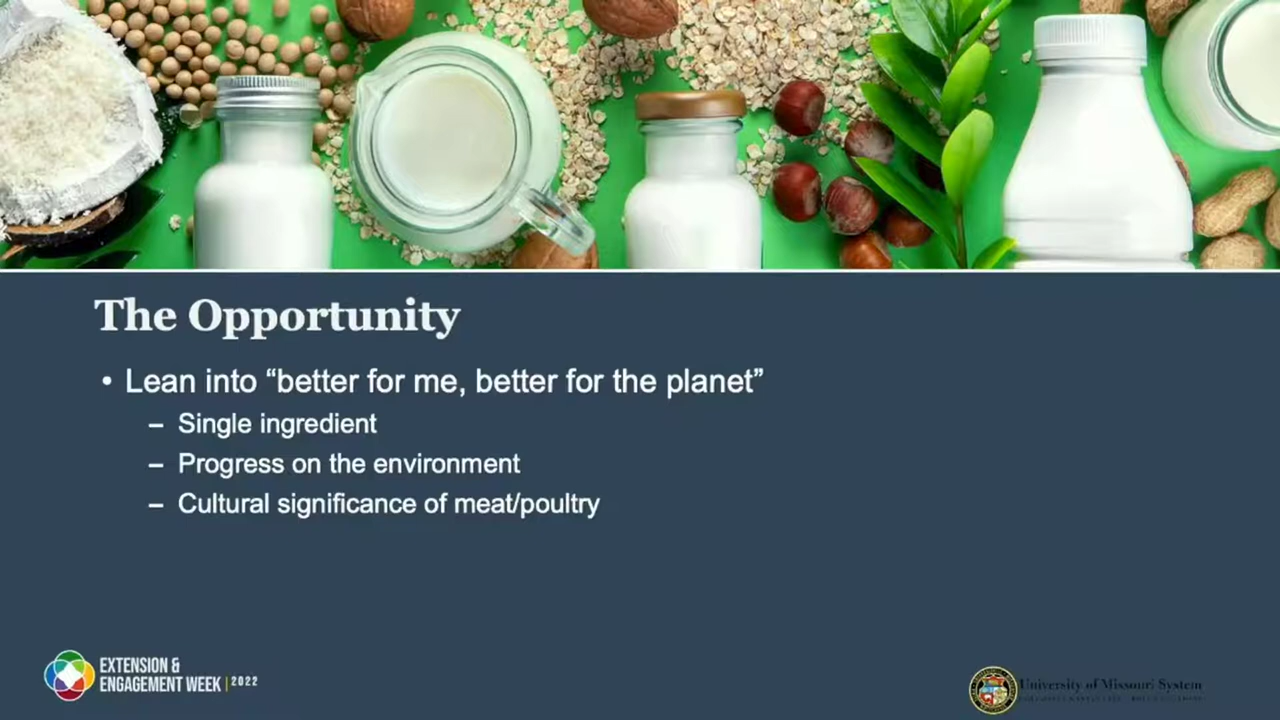 The Opportunity
• Lean into “better for me, better for the planet”
– Single ingredient
– Progress on the environment
– Cultural significance of meat/poultry
EXTENSION &
ENGAGEMENT WEEK | 2022
University of Missouri System